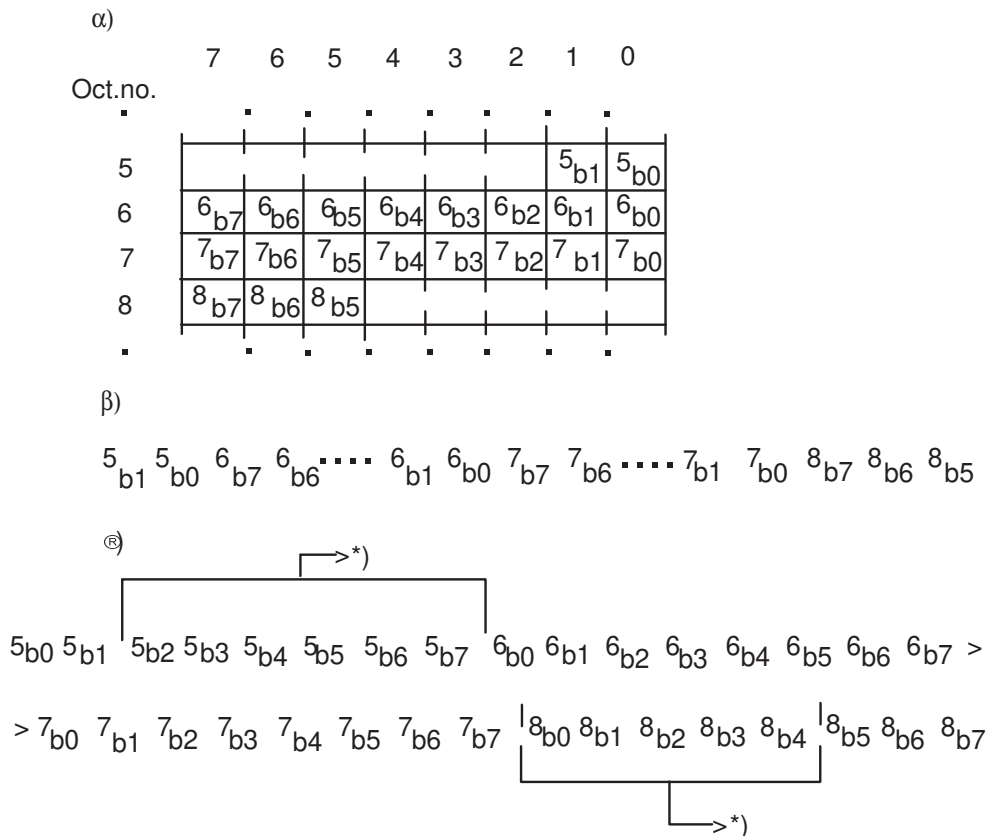 α)
7 6 5 4 3 2 1 0
Oct.no.
5 5b1 5b0
6 6b7 6b6 6b5 6b4 6b3 6b2 6b1 6b0
7 7b7 7b6 7b5 7b4 7b3 7b2 7b1 7b0
8 8b7 8b6 8b5
β)
5b1 5b0 6b7 6b6 .... 6b1 6b0 7b7 7b6 .... 7b1 7b0 8b7 8b6 8b5
®)
>*)
5b0 5b1 5b2 5b3 5b4 5b5 5b6 5b7 6b0 6b1 6b2 6b3 6b4 6b5 6b6 6b7 >
> 7b0 7b1 7b2 7b3 7b4 7b5 7b6 7b7 8b0 8b1 8b2 8b3 8b4 8b5 8b6 8b7
>*)